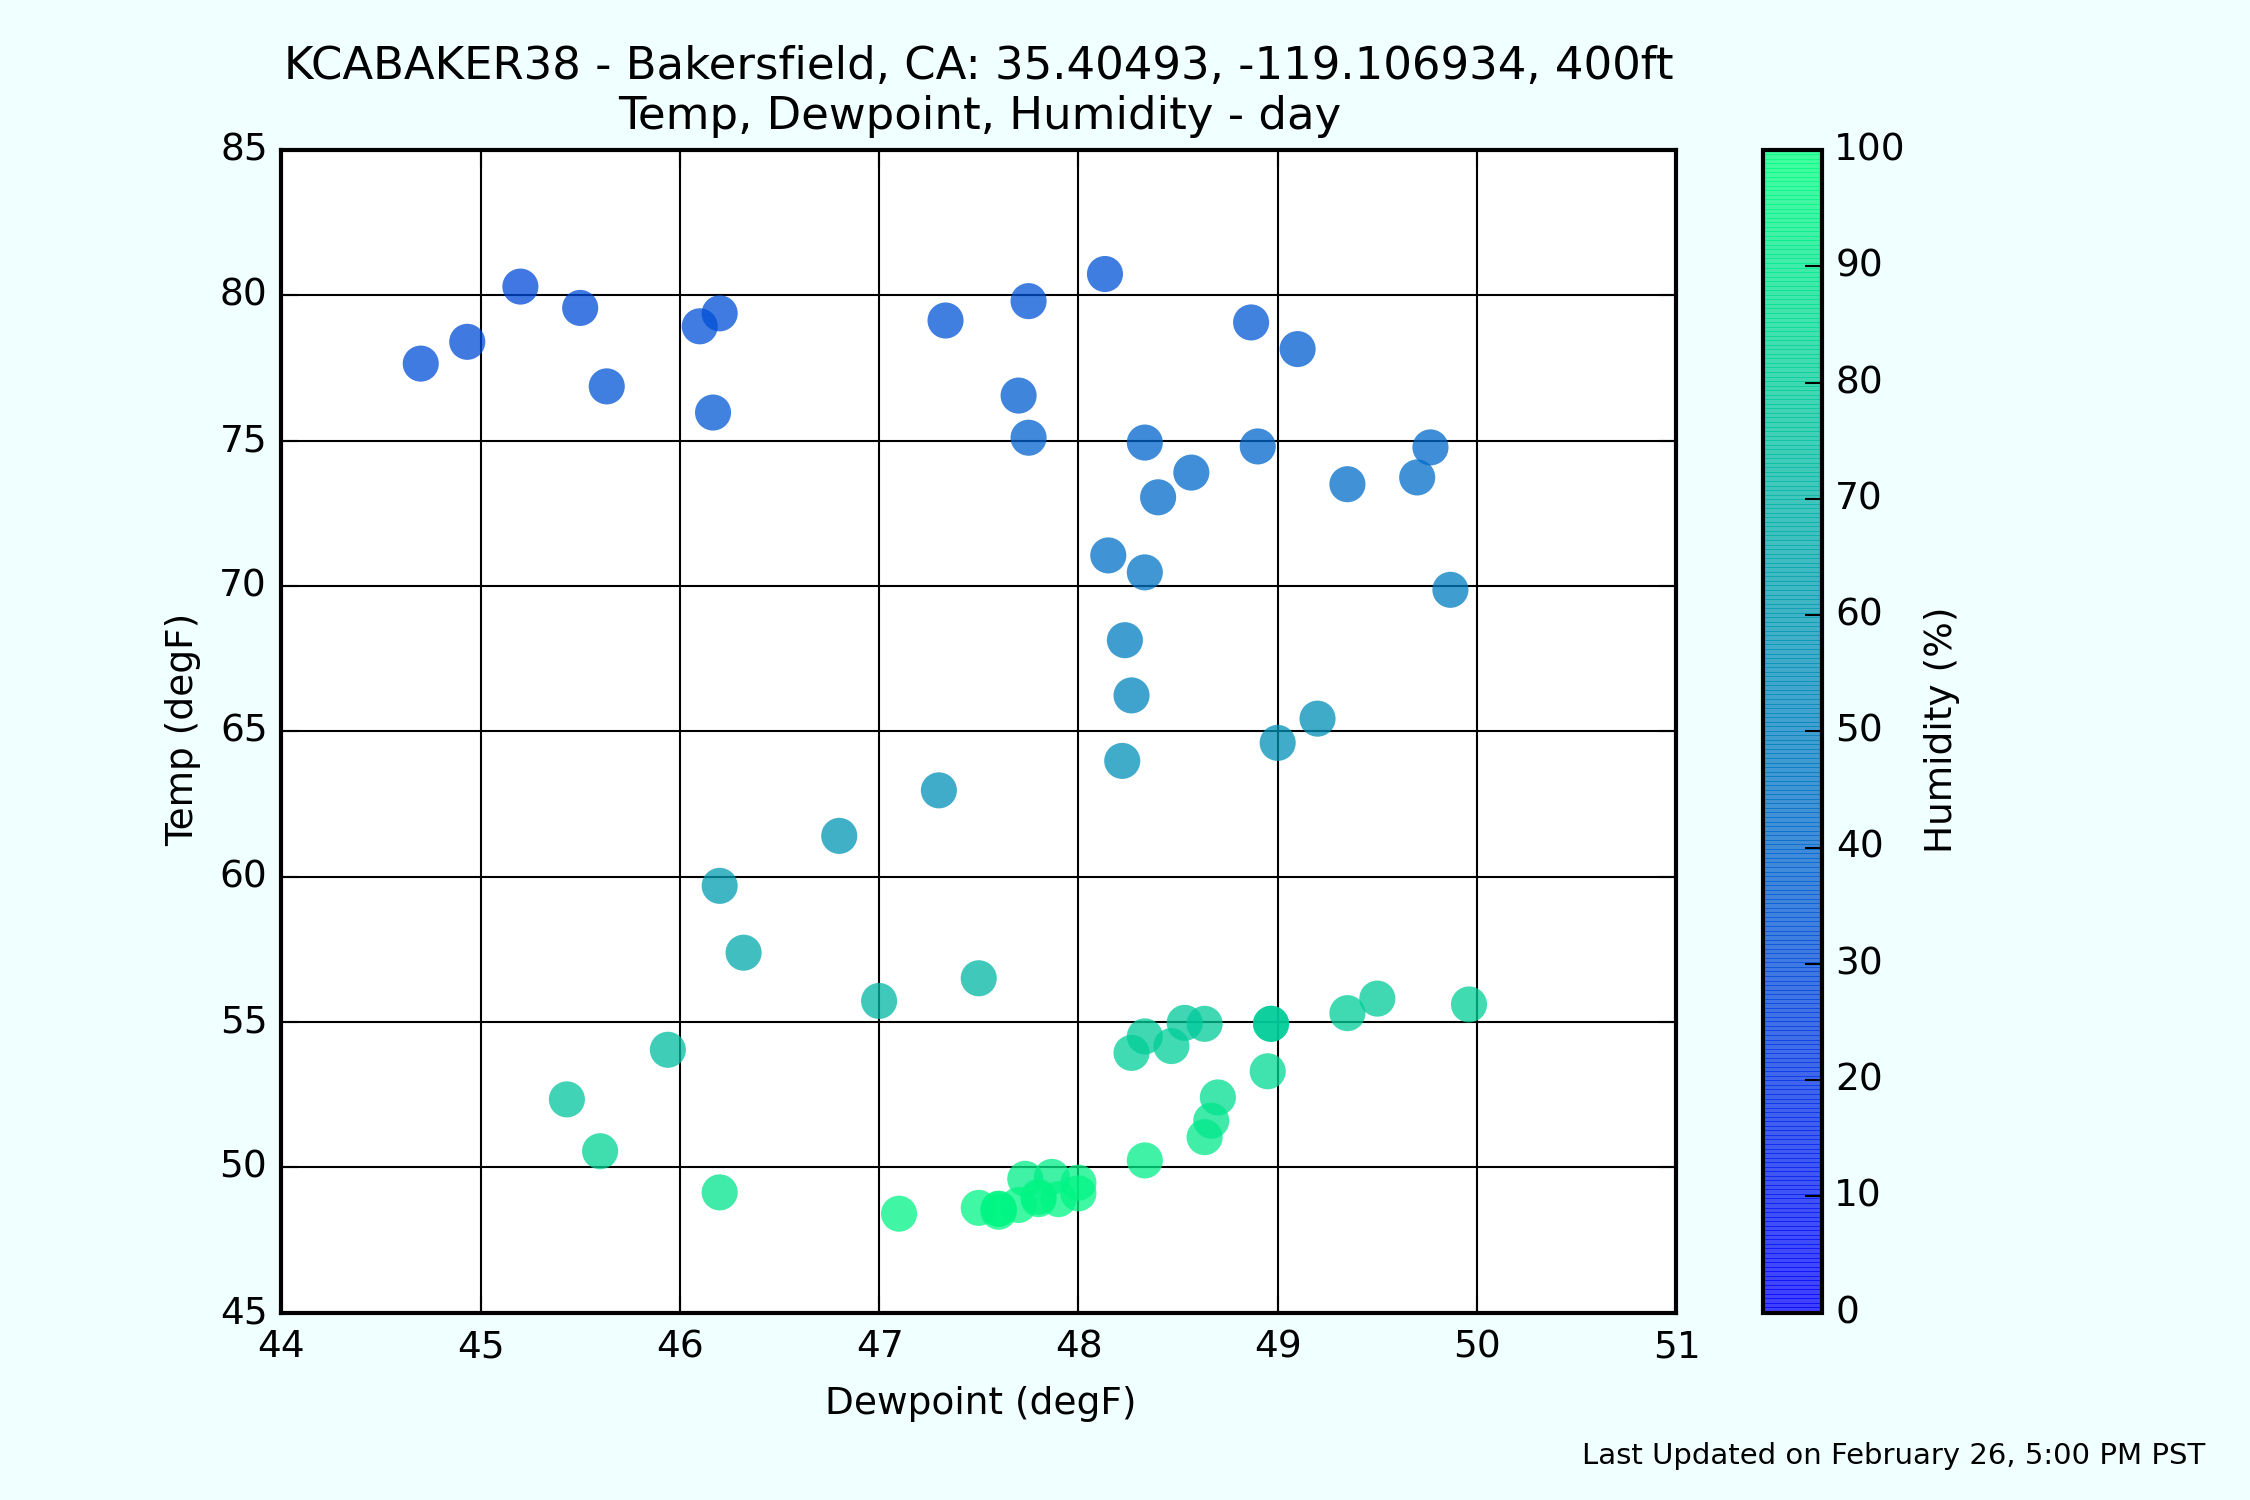 KCABAKER38 - Bakersfield, CA: 35.40493, -119.106934, 400ft
Temp, Dewpoint, Humidity - day
85
80
75
70
65
60
55
50
45
Temp (degF)
44 45 46 47 48 49 50 51
Dewpoint (degF)
100
90
80
70
60
50
40
30
20
10
0
Humidity (%)
Last Updated on February 26, 5:00 PM PST